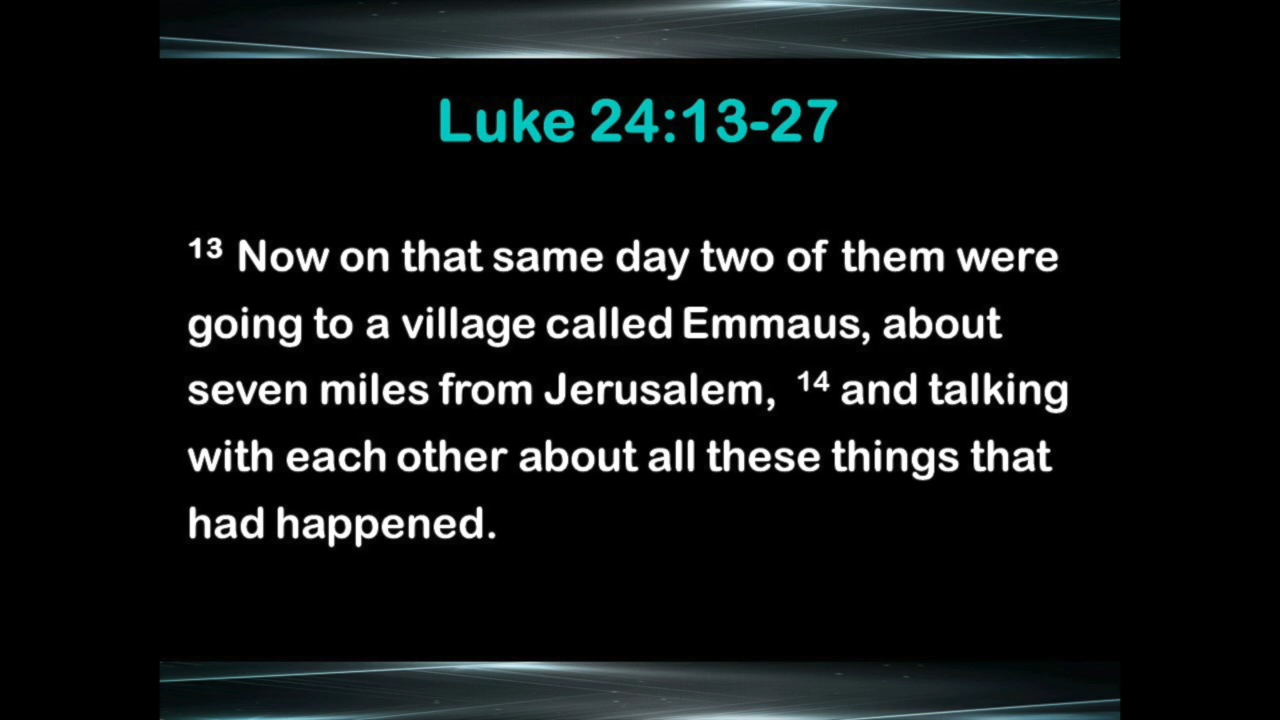 Luke 24:13-27
¹³ Now on that same day two of them were
going to a village called Emmaus, about
seven miles from Jerusalem, ¹⁴ and talking
with each other about all these things that
had happened.